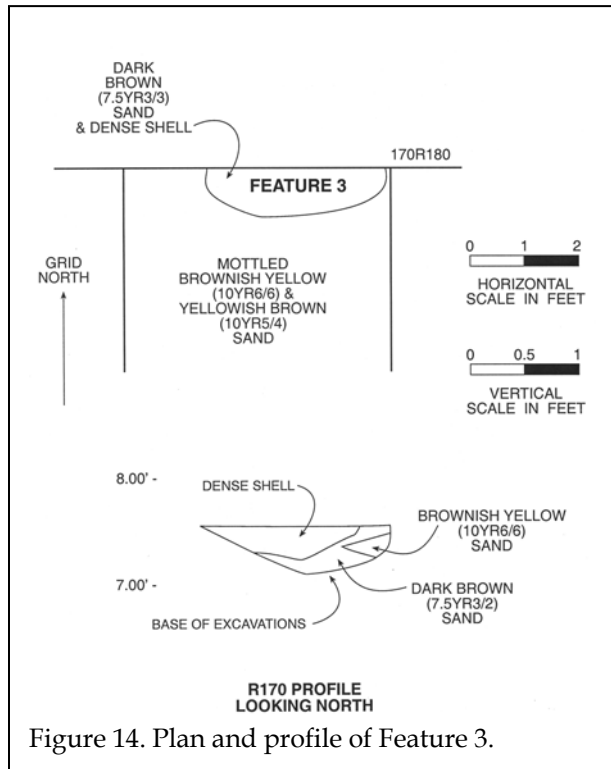 DARK
BROWN
(7.5YR3/3)
SAND
& DENSE SHELL
170R180
FEATURE 3
GRID
NORTH
MOTTLED
BROWNISH YELLOW
(10YR6/6) &
YELLOWISH BROWN
(10YR5/4)
SAND
0 1 2
HORIZONTAL
SCALE IN FEET
0 0.5 1
VERTICAL
SCALE IN FEET
8.00' -
DENSE SHELL
BROWNISH YELLOW
(10YR6/6)
SAND
7.00' -
DARK BROWN
(7.5YR3/2)
SAND
BASE OF EXCAVATIONS
R170 PROFILE
LOOKING NORTH
Figure 14. Plan and profile of Feature 3.